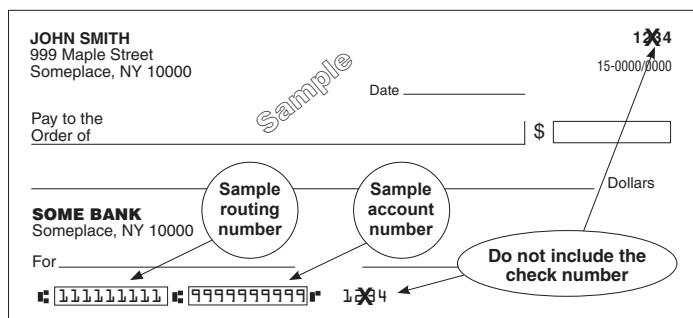 JOHN SMITH
999 Maple Street
Someplace, NY 10000
1234
15-0000/0000
Sample
Date
Pay to the
Order of
$
Dollars
Sample
routing
number
Sample
account
number
SOME BANK
Someplace, NY 10000
Do not include the
check number
For
⑆111111111⑆ 9999999999⑈ 1234